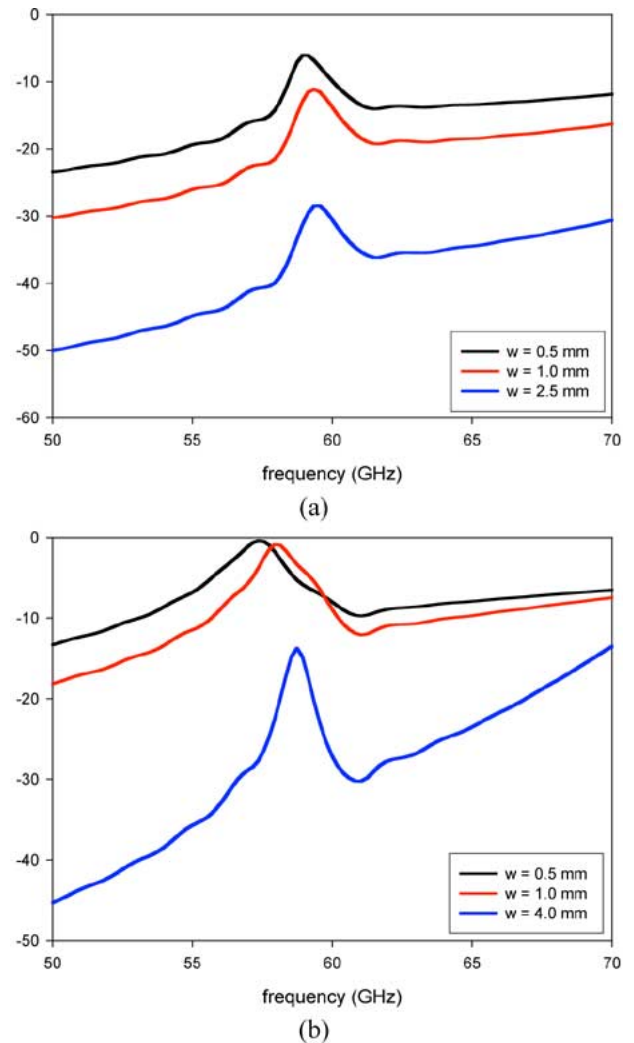 0
-10
-20
-30
-40
-50
-60
w = 0.5 mm
w = 1.0 mm
w = 2.5 mm
50 55 60 65 70
frequency (GHz)
(a)
0
-10
-20
-30
-40
-50
w = 0.5 mm
w = 1.0 mm
w = 4.0 mm
50 55 60 65 70
frequency (GHz)
(b)